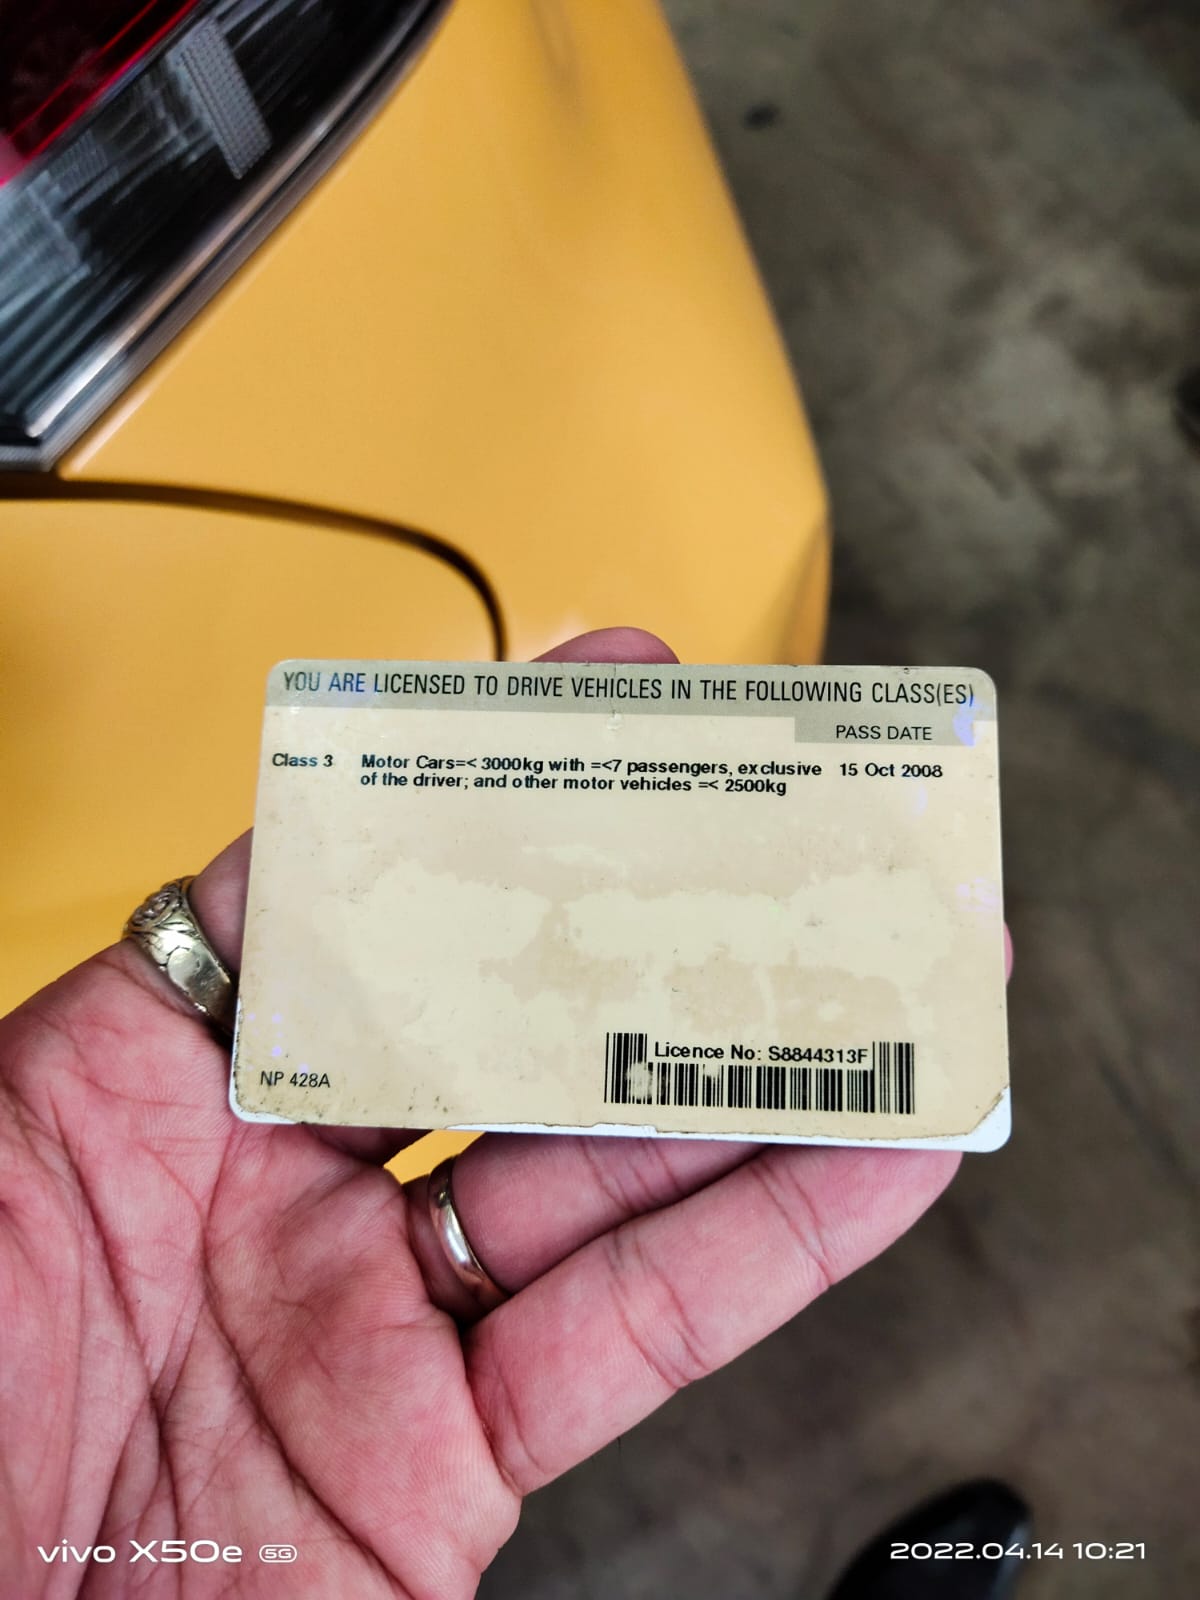 YOU ARE LICENSED TO DRIVE VEHICLES IN THE FOLLOWING CLASS(ES)
PASS DATE
Class 3 Motor Cars=< 3000kg with =<7 passengers, exclusive 15 Oct 2008
of the driver; and other motor vehicles =< 2500kg
Licence No: S8844313F
NP 428A
vivo X50e 5G 2022.04.14 10:21